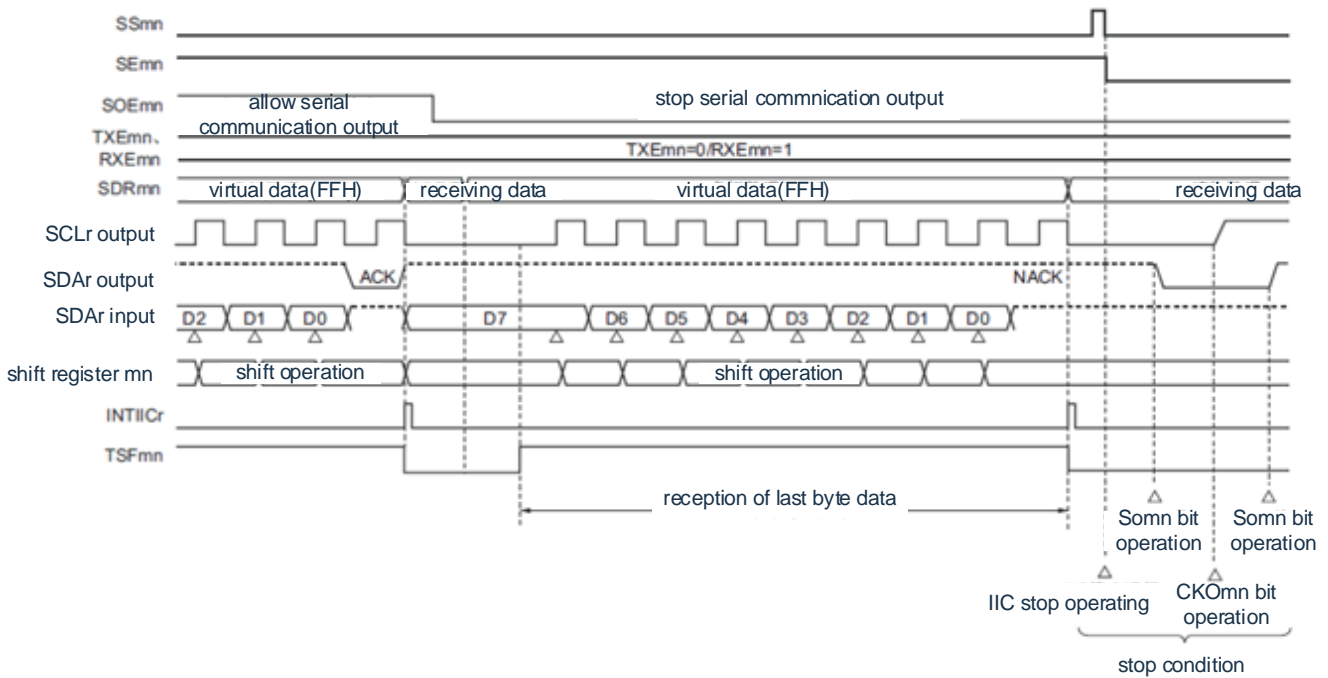 SSmn
SEmn
SOEmn
allow serial
communication output
stop serial commnication output
TXEmn、
RXEmn
TXEmn=0/RXEmn=1
SDRmn
virtual data(FFH)
receiving data
virtual data(FFH)
receiving data
SCLr output
SDAr output
ACK
NACK
SDAr input
D2
D1
D0
D7
D6
D5
D4
D3
D2
D1
D0
shift register mn
shift operation
shift operation
INTIICr
TSFmn
reception of last byte data
Somn bit
operation
Somn bit
operation
IIC stop operating
CKOmn bit
operation
stop condition